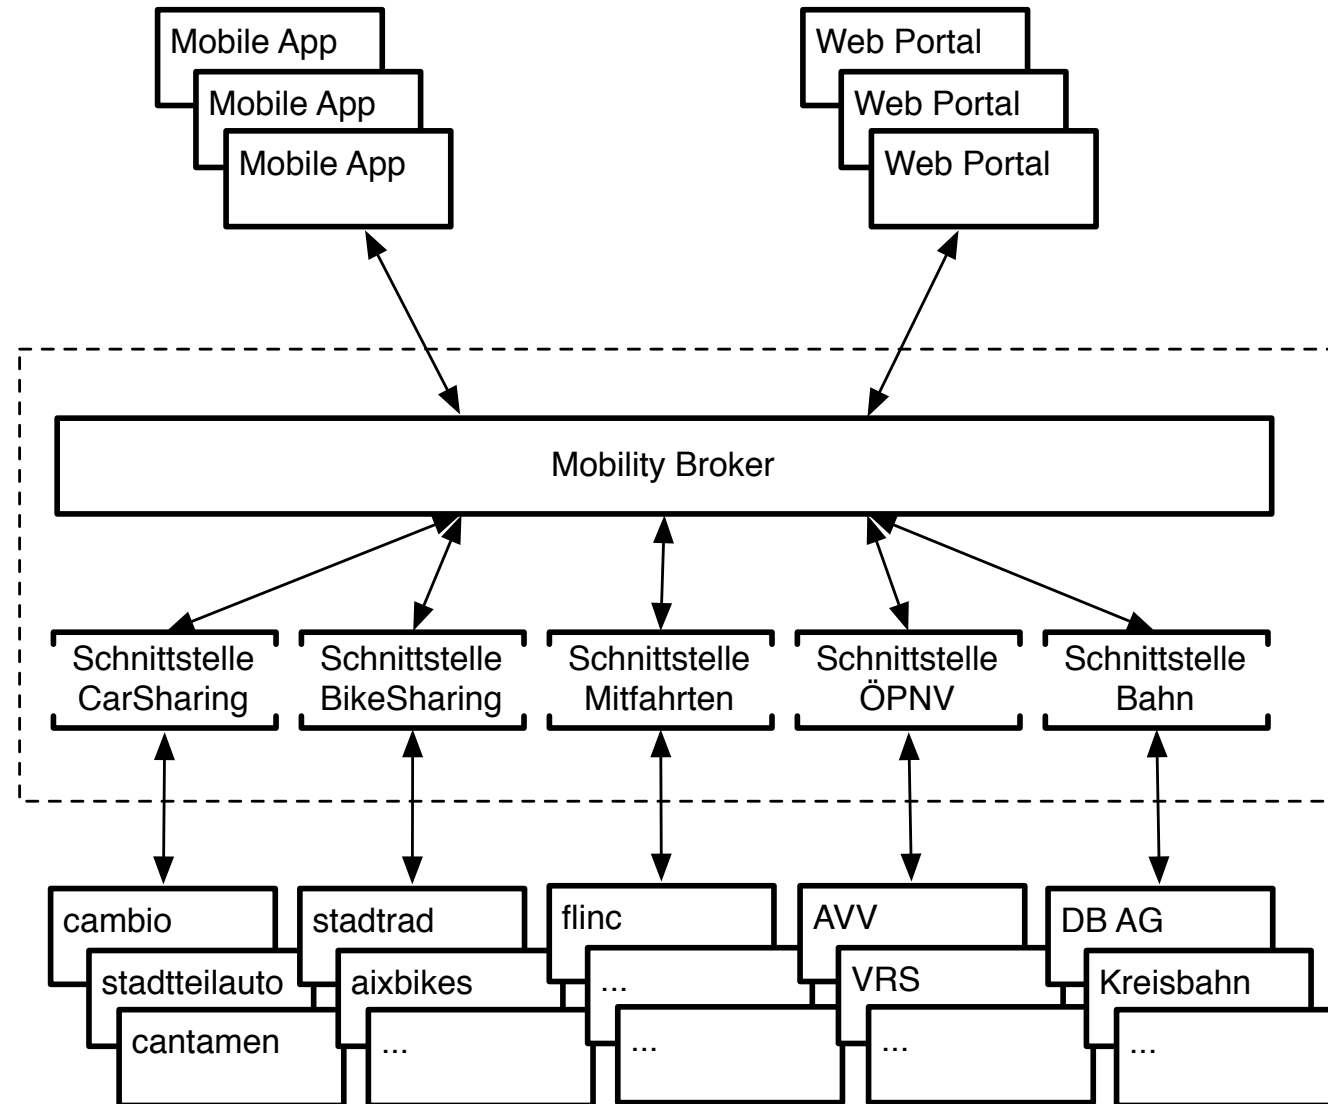 Mobile App
Mobile App
Mobile App
Web Portal
Web Portal
Web Portal
Mobility Broker
Schnittstelle
CarSharing
Schnittstelle
BikeSharing
Schnittstelle
Mitfahrten
Schnittstelle
ÖPNV
Schnittstelle
Bahn
cambio
stadtteilauto
cantamen
stadtrad
aixbikes
...
flinc
...
...
AVV
VRS
...
DB AG
Kreisbahn
...